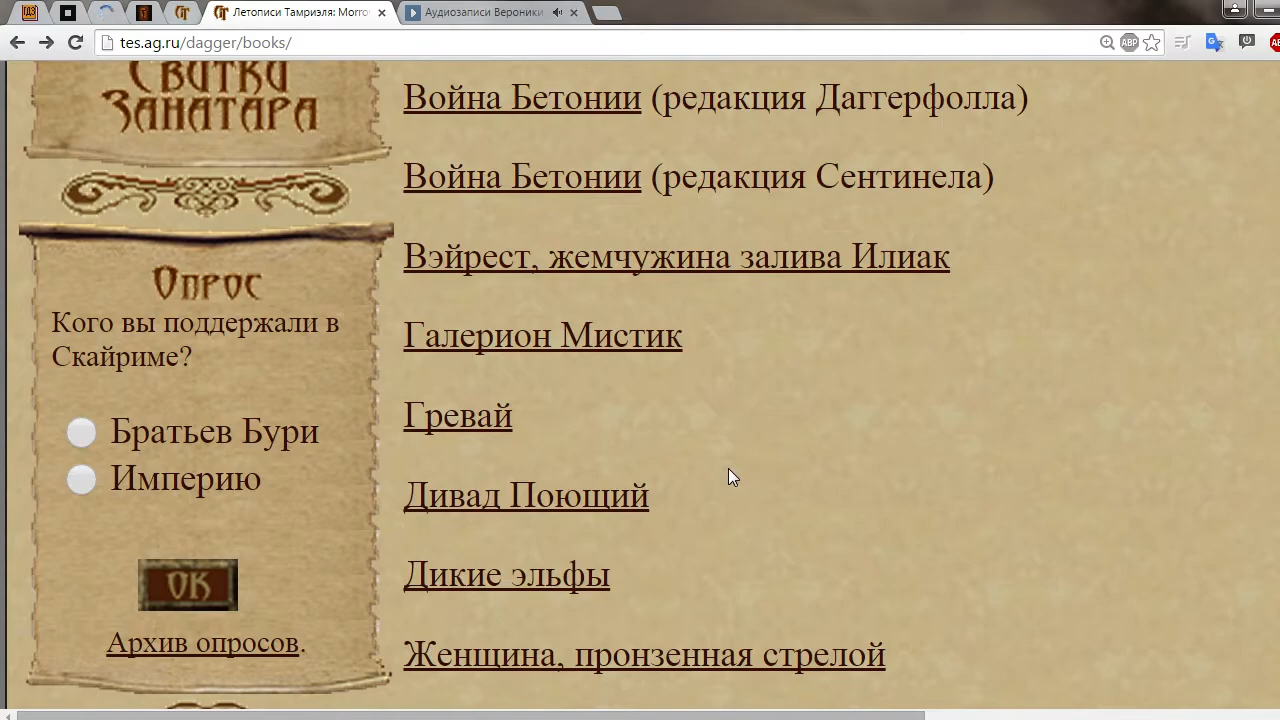 Летописи Тамриэля: Morro
Аудиозаписи Вероники
tes.ag.ru/dagger/books/
ABP
Свитки
Занатара
Опрос
Кого вы поддержали в
Скайриме?
Братьев Бури
Империю
OK
Архив опросов.
Война Бетонии (редакция Даггерфолла)
Война Бетонии (редакция Сентинела)
Вэйрест, жемчужина залива Илиак
Галерион Мистик
Гревай
Дивад Поющий
Дикие эльфы
Женщина, пронзенная стрелой